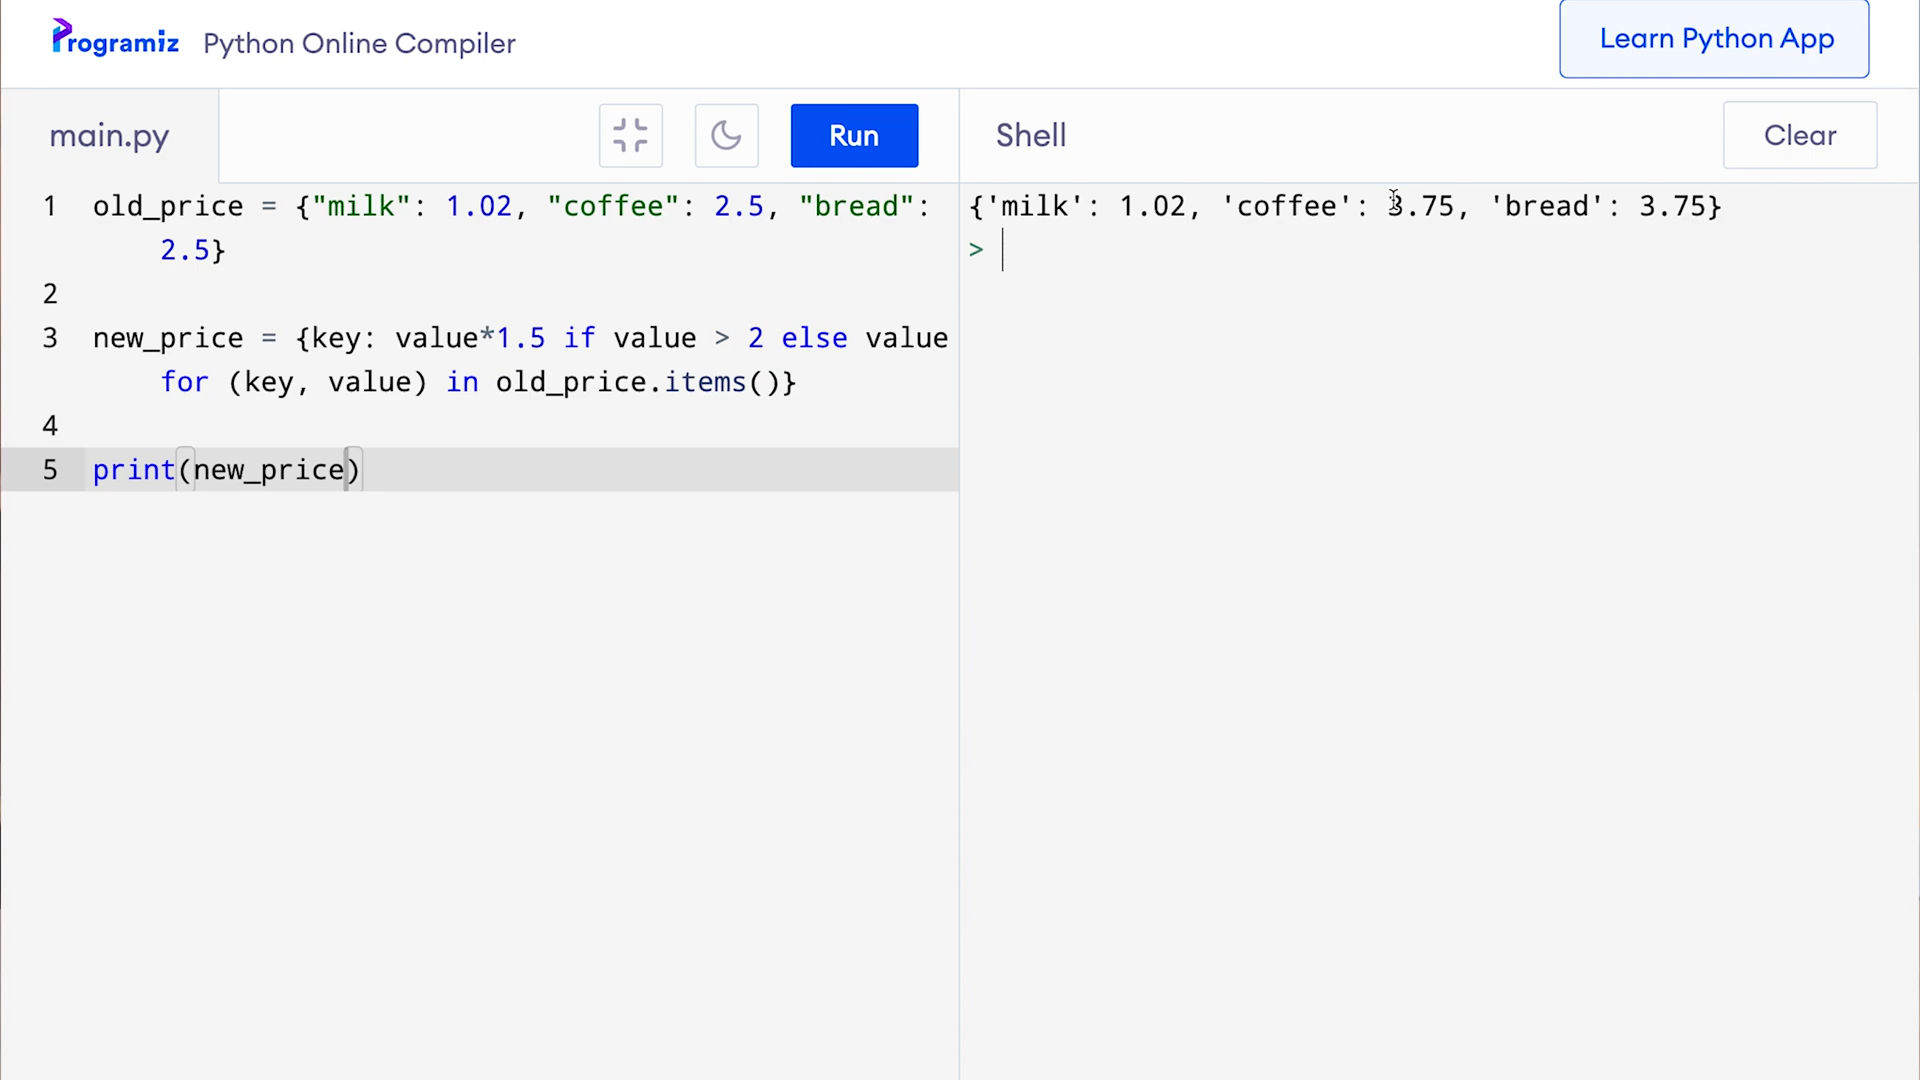 Programiz Python Online Compiler
Learn Python App
main.py
Run
Shell
Clear
1 old_price = {"milk": 1.02, "coffee": 2.5, "bread":
2.5}
2
3 new_price = {key: value*1.5 if value > 2 else value
for (key, value) in old_price.items()}
4
5 print(new_price)
{'milk': 1.02, 'coffee': 3.75, 'bread': 3.75}
>